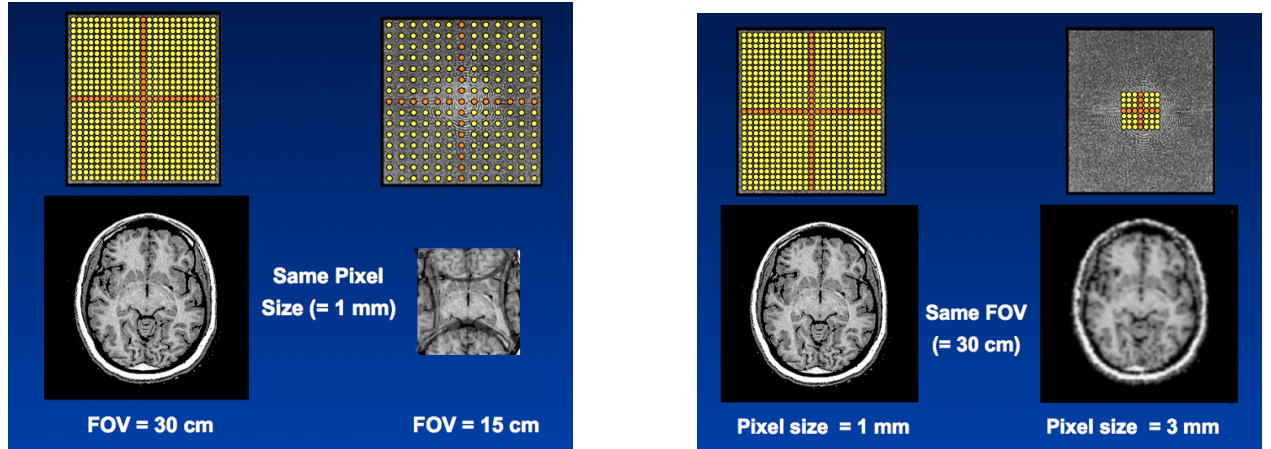 Same Pixel
Size (= 1 mm)
FOV = 30 cm
FOV = 15 cm
Same FOV
(= 30 cm)
Pixel size  = 1 mm
Pixel size  = 3 mm